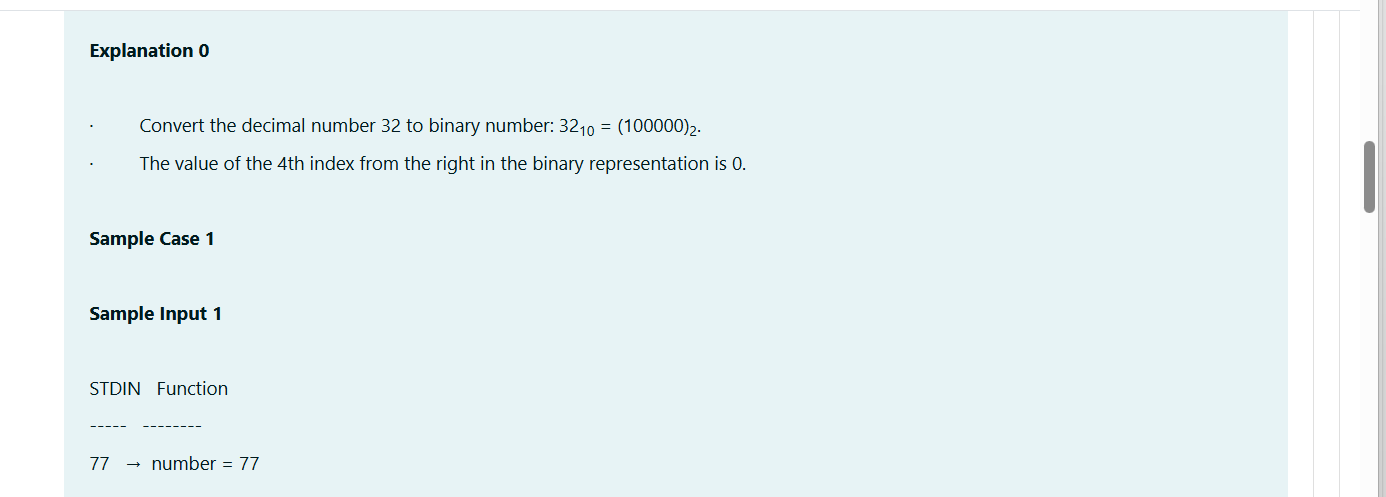 Explanation 0
· Convert the decimal number 32 to binary number: 32₁₀ = (100000)₂.
· The value of the 4th index from the right in the binary representation is 0.
Sample Case 1
Sample Input 1
STDIN Function
----- --------
77 → number = 77